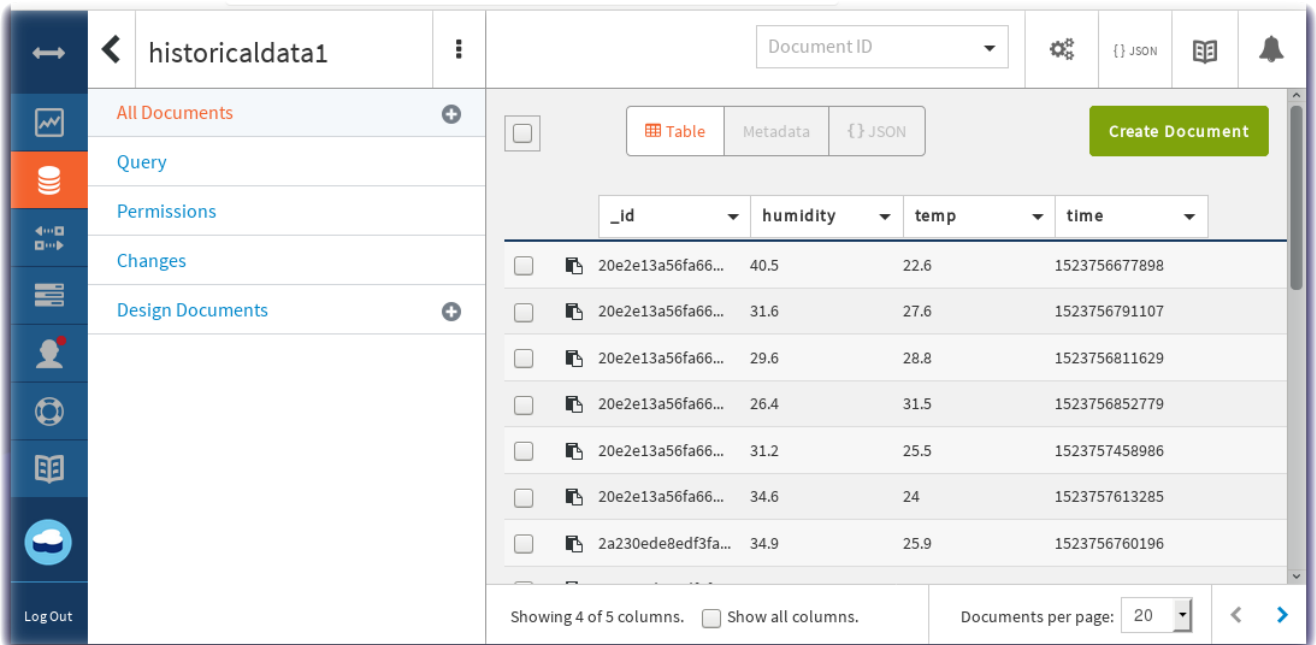 historicaldata1
Document ID
{ } JSON
All Documents
Query
Permissions
Changes
Design Documents
Log Out
Table Metadata { } JSON
Create Document
_id humidity temp time
20e2e13a56fa66... 40.5 22.6 1523756677898
20e2e13a56fa66... 31.6 27.6 1523756791107
20e2e13a56fa66... 29.6 28.8 1523756811629
20e2e13a56fa66... 26.4 31.5 1523756852779
20e2e13a56fa66... 31.2 25.5 1523757458986
20e2e13a56fa66... 34.6 24 1523757613285
2a230ede8edf3fa... 34.9 25.9 1523756760196
Showing 4 of 5 columns. Show all columns. Documents per page: 20